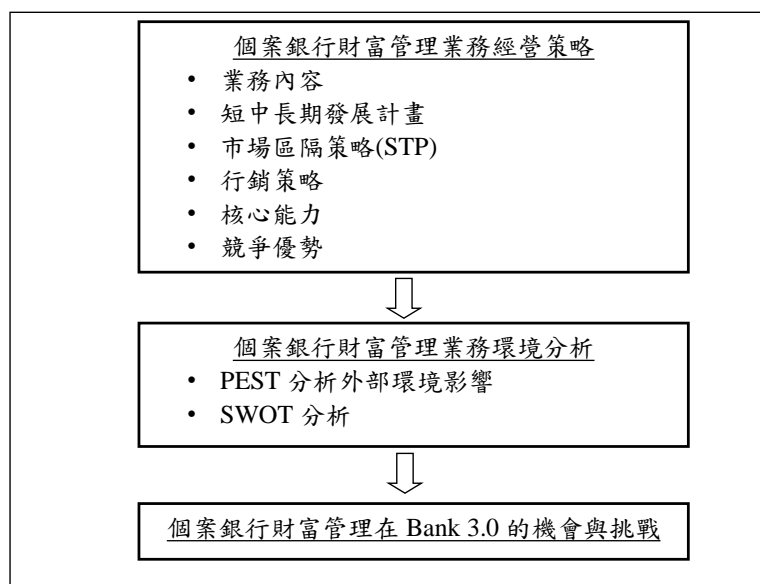 個案銀行財富管理業務經營策略
• 業務內容
• 短中長期發展計畫
• 市場區隔策略(STP)
• 行銷策略
• 核心能力
• 競爭優勢
個案銀行財富管理業務環境分析
• PEST 分析外部環境影響
• SWOT 分析
個案銀行財富管理在 Bank 3.0 的機會與挑戰